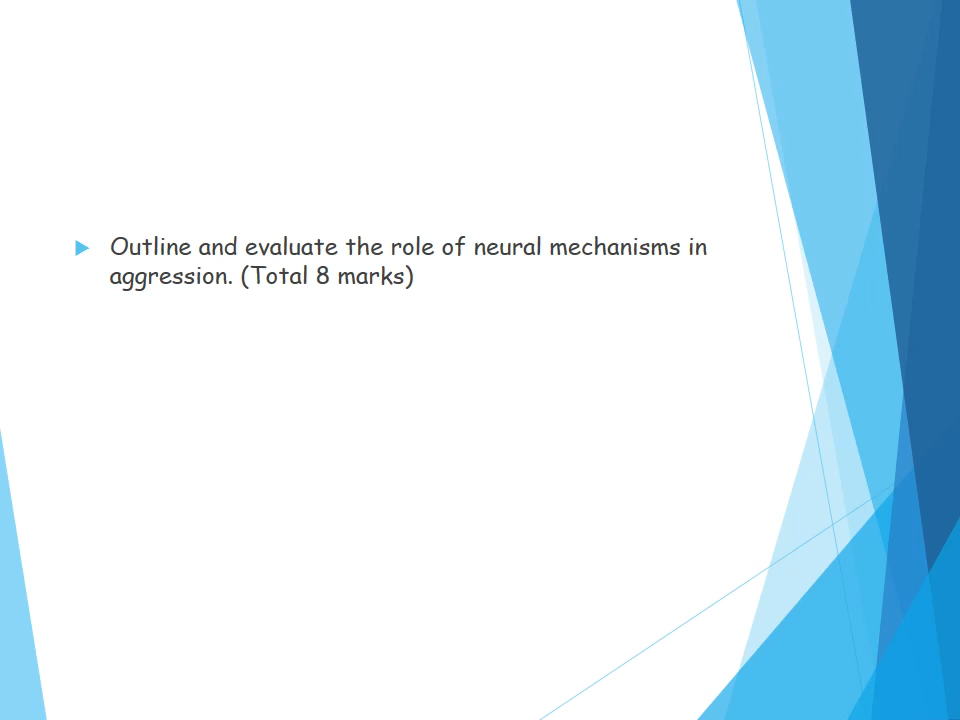 Outline and evaluate the role of neural mechanisms in
aggression. (Total 8 marks)